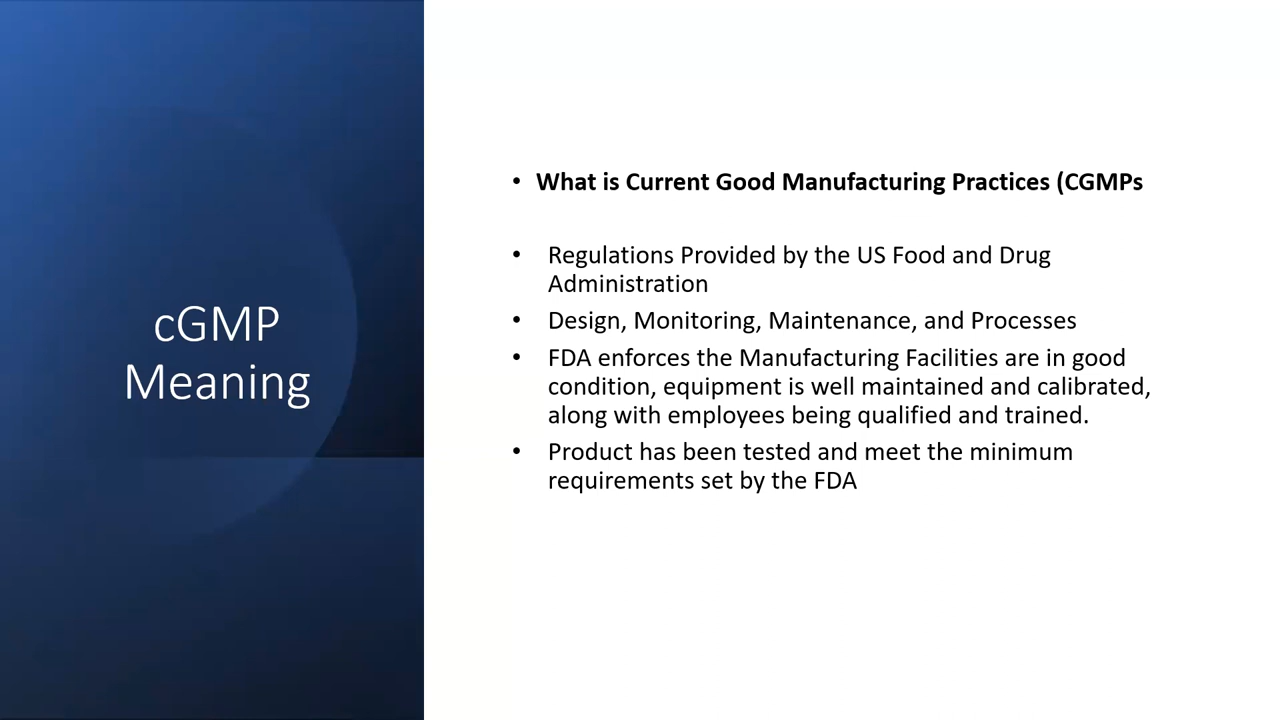 cGMP
Meaning
• What is Current Good Manufacturing Practices (CGMPs
• Regulations Provided by the US Food and Drug
Administration
• Design, Monitoring, Maintenance, and Processes
• FDA enforces the Manufacturing Facilities are in good
condition, equipment is well maintained and calibrated,
along with employees being qualified and trained.
• Product has been tested and meet the minimum
requirements set by the FDA